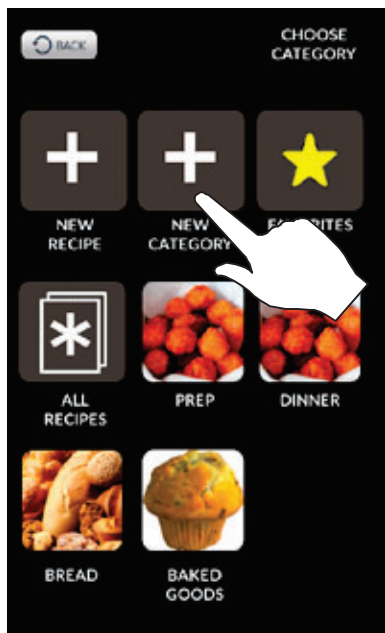 BACK
CHOOSE
CATEGORY
NEW
RECIPE
NEW
CATEGORY
ALL
RECIPES
PREP
DINNER
BREAD
BAKED
GOODS